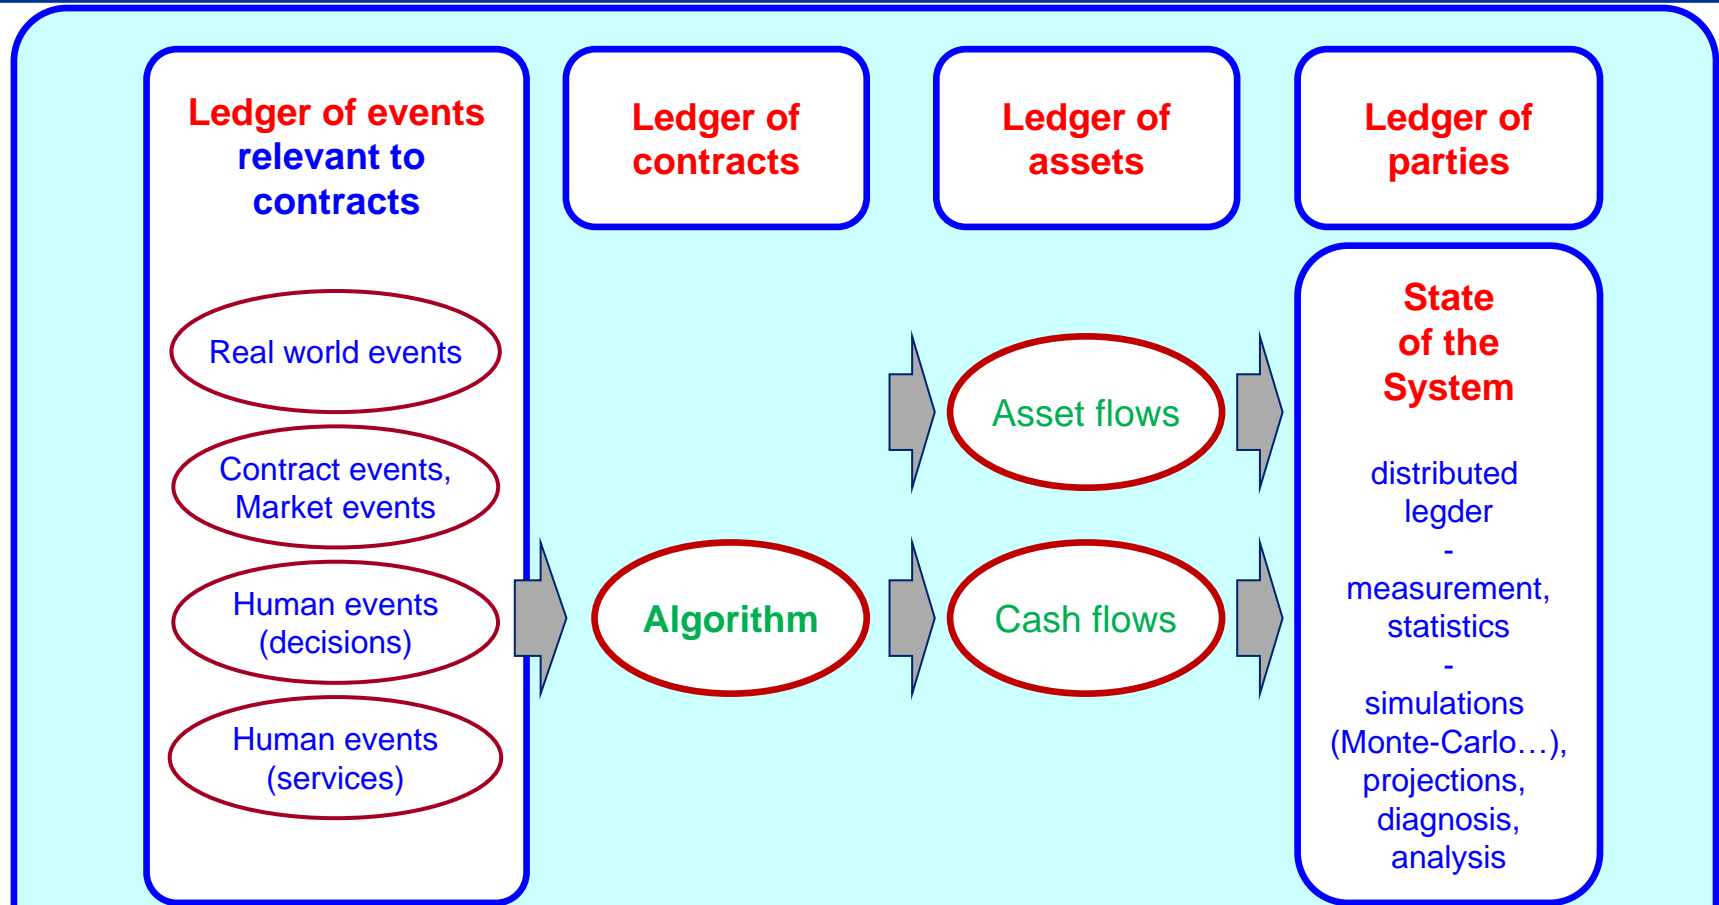 Ledger of events
relevant to
contracts
Real world events
Contract events,
Market events
Human events
(decisions)
Human events
(services)
Ledger of
contracts
Algorithm
Ledger of
assets
Asset flows
Cash flows
Ledger of
parties
State
of the
System
distributed
legder
-
measurement,
statistics
-
simulations
(Monte-Carlo…),
projections,
diagnosis,
analysis